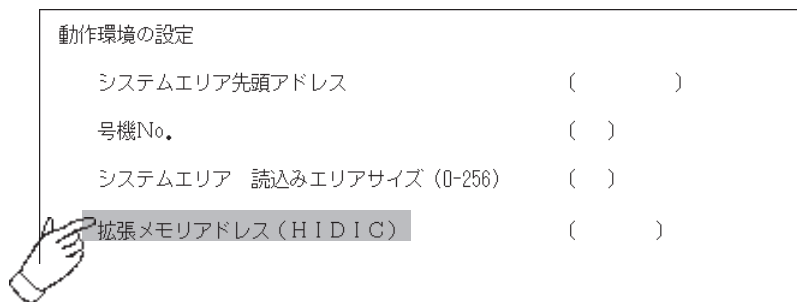 動作環境の設定
システムエリア先頭アドレス (        )
号機No. (  )
システムエリア 読込みエリアサイズ (0-256) (  )
拡張メモリアドレス(HIDIC) (      )